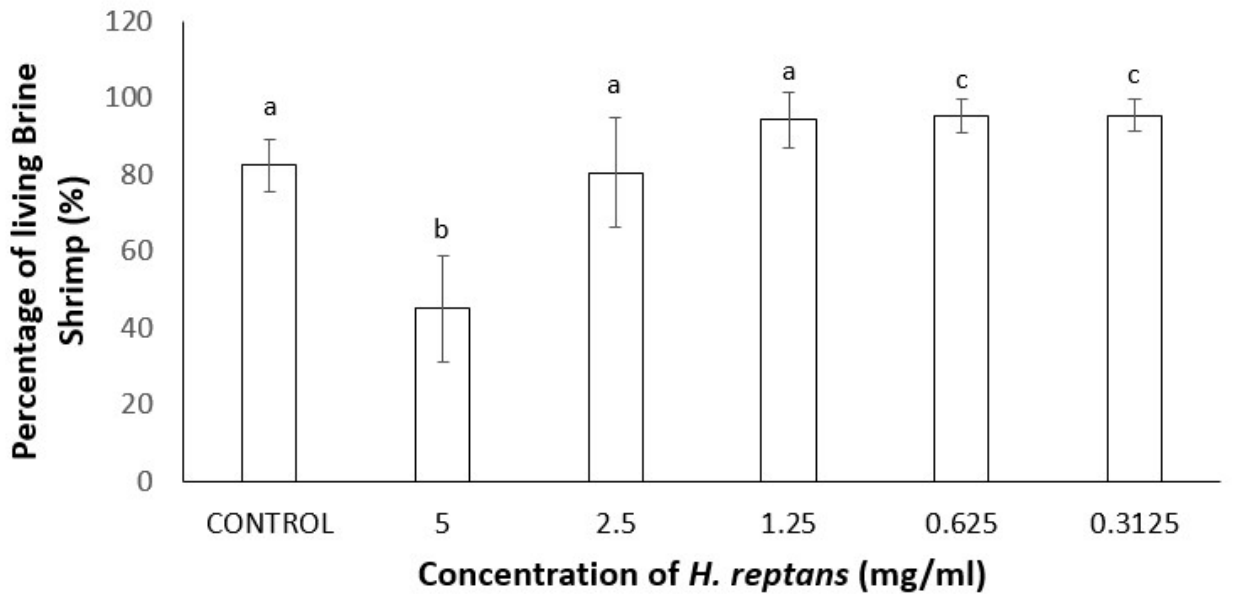 Percentage of living Brine
Shrimp (%)
120
100
80
60
40
20
0
a
b
a
a
c
c
CONTROL 5 2.5 1.25 0.625 0.3125
Concentration of H. reptans (mg/ml)